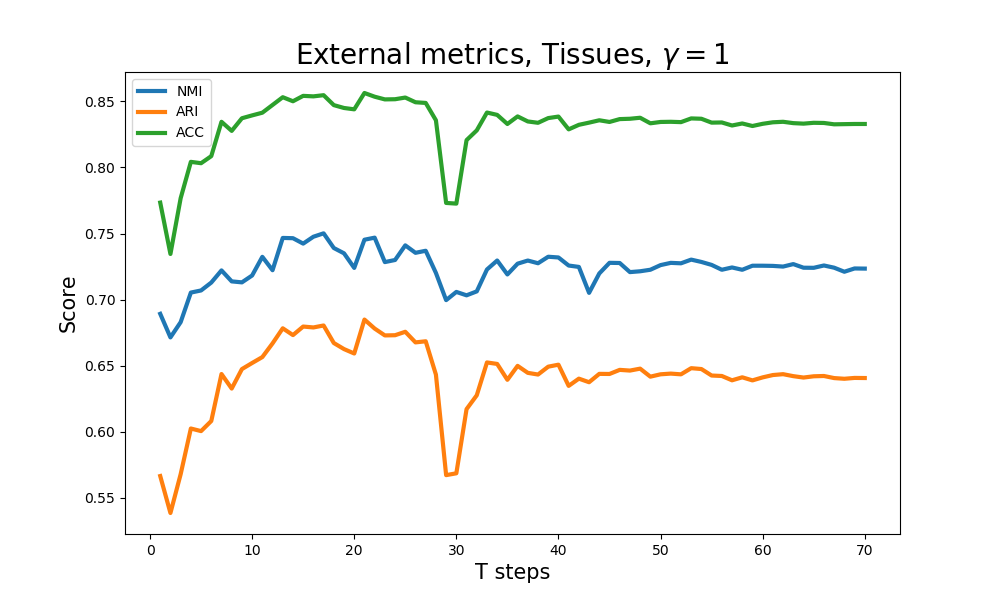 External metrics, Tissues, γ = 1
NMI
ARI
ACC
Score
0.85
0.80
0.75
0.70
0.65
0.60
0.55
0 10 20 30 40 50 60 70
T steps